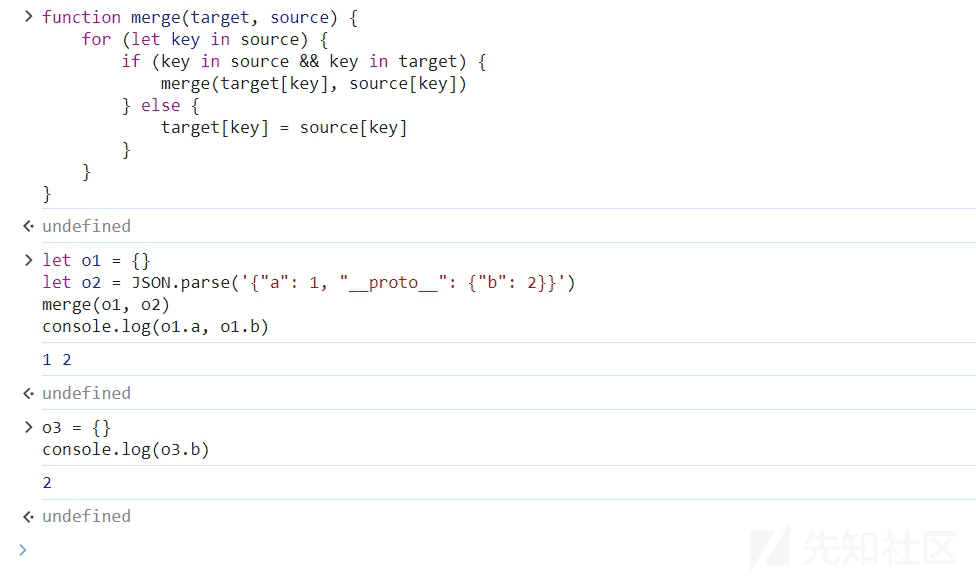 > function merge(target, source) {
    for (let key in source) {
        if (key in source && key in target) {
            merge(target[key], source[key])
        } else {
            target[key] = source[key]
        }
    }
}
undefined
> let o1 = {}
let o2 = JSON.parse('{"a": 1, "__proto__": {"b": 2}}')
merge(o1, o2)
console.log(o1.a, o1.b)
1 2
undefined
> o3 = {}
console.log(o3.b)
2
undefined
>
先知社区